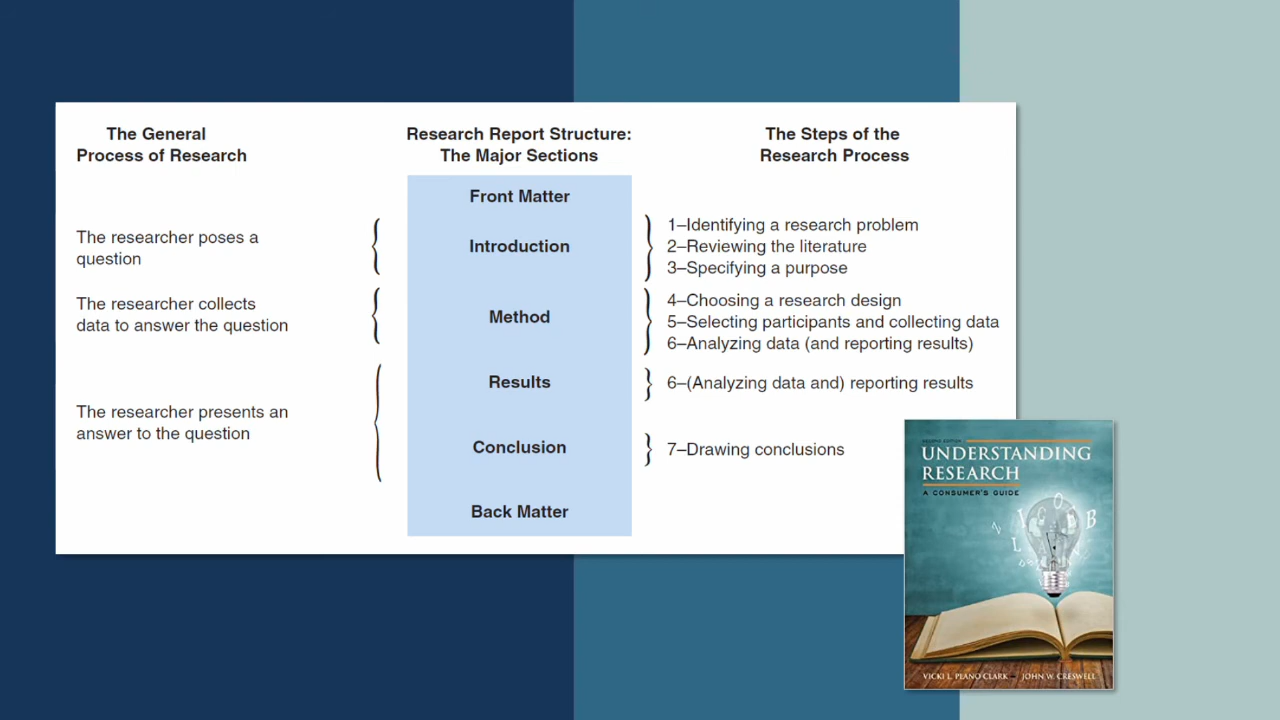 The General
Process of Research
Research Report Structure:
The Major Sections
The Steps of the
Research Process
Front Matter
The researcher poses a
question
Introduction
1–Identifying a research problem
2–Reviewing the literature
3–Specifying a purpose
The researcher collects
data to answer the question
Method
4–Choosing a research design
5–Selecting participants and collecting data
6–Analyzing data (and reporting results)
The researcher presents an
answer to the question
Results
6–(Analyzing data and) reporting results
Conclusion
7–Drawing conclusions
Back Matter
SECOND EDITION
UNDERSTANDING
RESEARCH
A CONSUMER'S GUIDE
VICKI L. PLANO CLARK – JOHN W. CRESWELL